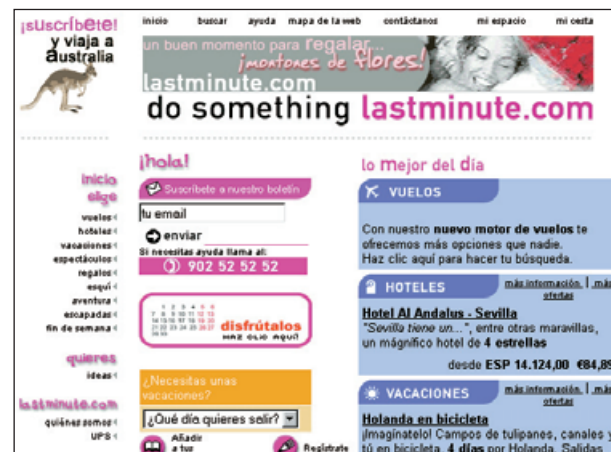 ¡suscríbete!
y viaja a
australia
inicio buscar ayuda mapa de la web contáctanos mi espacio mi cesta
un buen momento para regalar...
¡montones de flores!
lastminute.com
do something lastminute.com
inicio
elige
vuelos
hoteles
vacaciones
espectáculos
regalos
esquí
aventura
escapadas
fin de semana
quieres
ideas
lastminute.com
quiénes somos
UPS
¡hola!
Suscríbete a nuestro boletín
tu email
enviar
Si necesitas ayuda llama al:
902 52 52 52
disfrútalos
HAZ CLIC AQUÍ
¿Necesitas unas
vacaciones?
¿Qué día quieres salir?
Añadir
a tus
Regístrate
lo mejor del día
VUELOS
Con nuestro nuevo motor de vuelos te
ofrecemos más opciones que nadie.
Haz clic aquí para hacer tu búsqueda.
HOTELES
más información | más
ofertas
Hotel Al Andalus - Sevilla
"Sevilla tiene un...", entre otras maravillas,
un mágnifico hotel de 4 estrellas
desde ESP 14.124,00 €84,89
VACACIONES
más información | más
ofertas
Holanda en bicicleta
¡Imagínatelo! Campos de tulipanes, canales y
tú en bicicleta. 4 días por Holanda. Salidas